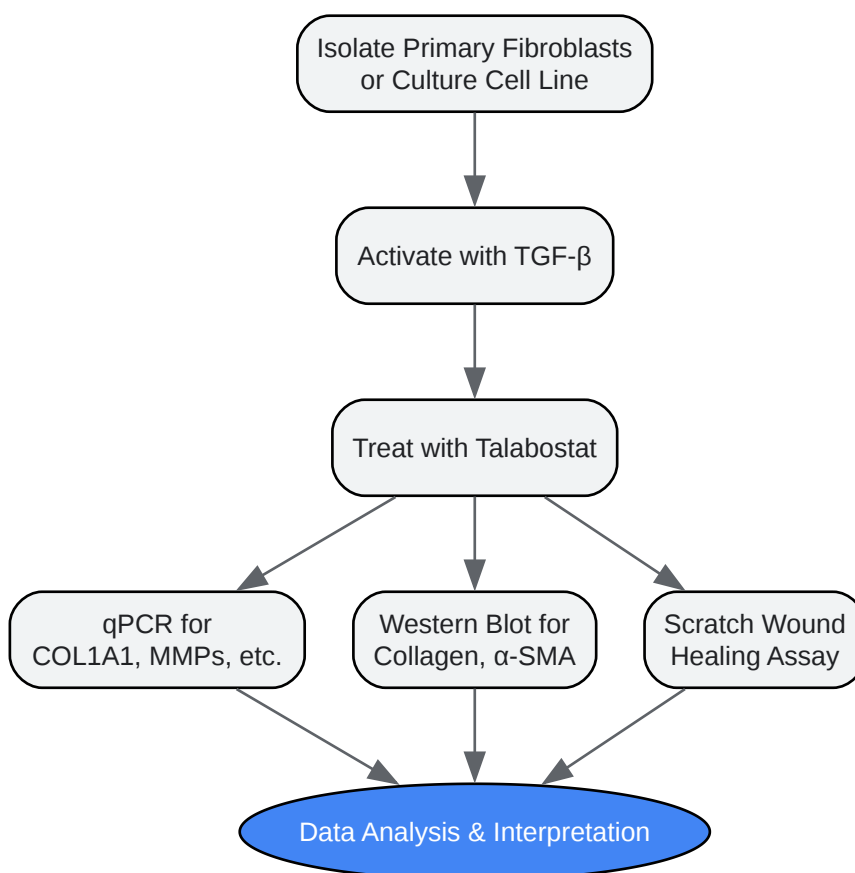 Isolate Primary Fibroblasts
or Culture Cell Line
Activate with TGF-β
Treat with Talabostat
qPCR for
COL1A1, MMPs, etc.
Western Blot for
Collagen, α-SMA
Scratch Wound
Healing Assay
Data Analysis & Interpretation